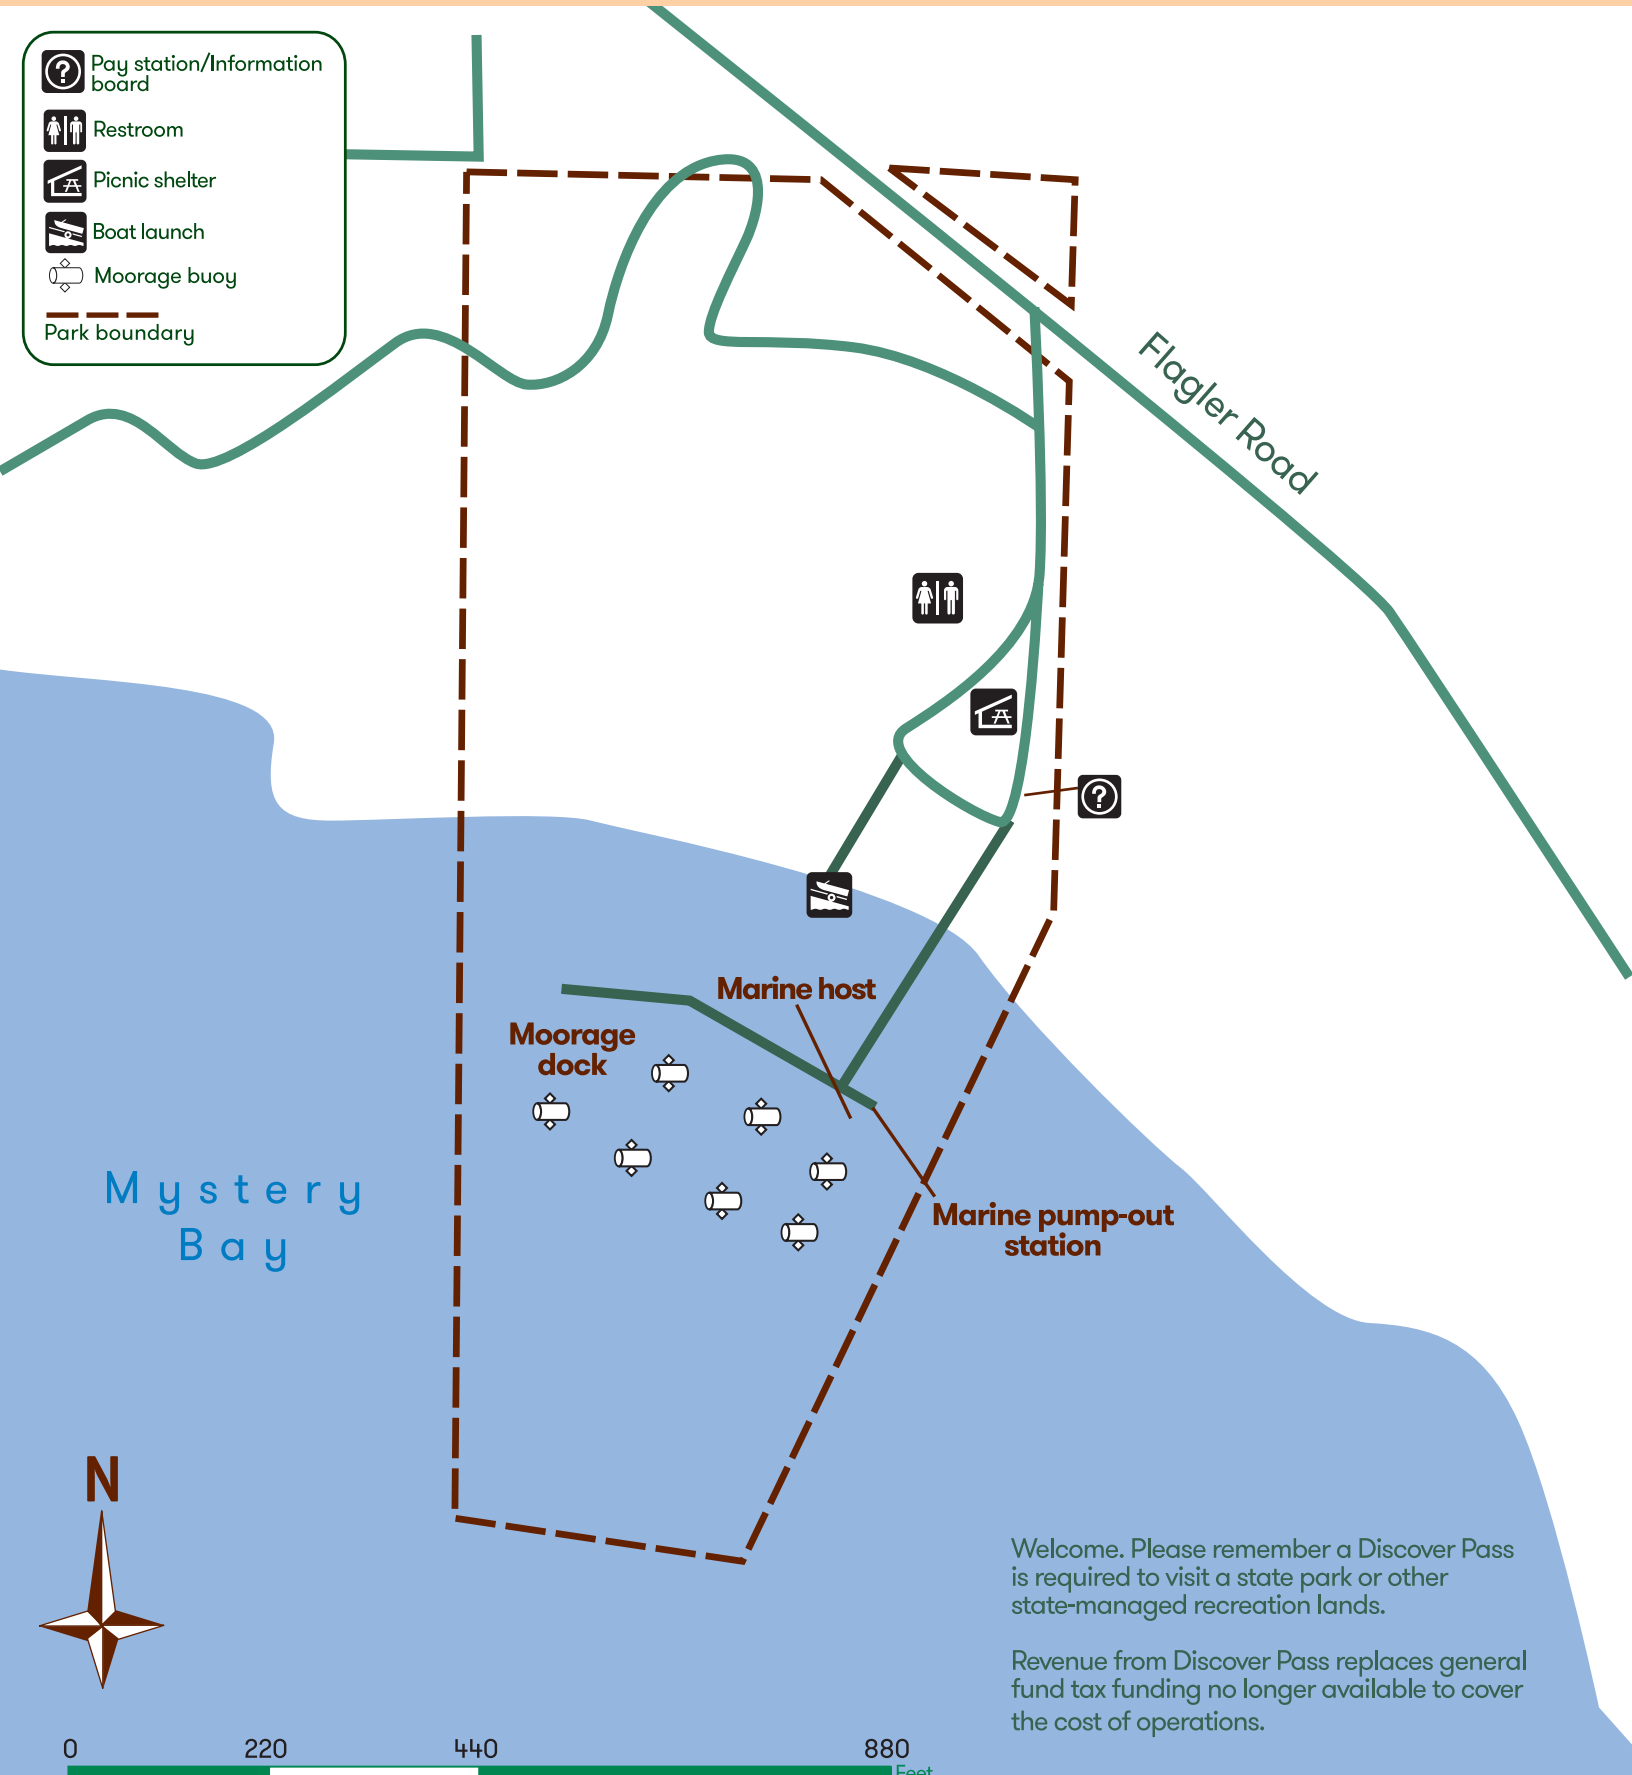 Pay station/Information
board
Restroom
Picnic shelter
Boat launch
Moorage buoy
Park boundary
Flagler Road
Marine host
Moorage
dock
Mystery
Bay
Marine pump-out
station
N
Welcome. Please remember a Discover Pass
is required to visit a state park or other
state-managed recreation lands.
Revenue from Discover Pass replaces general
fund tax funding no longer available to cover
the cost of operations.
0 220 440 880
Feet